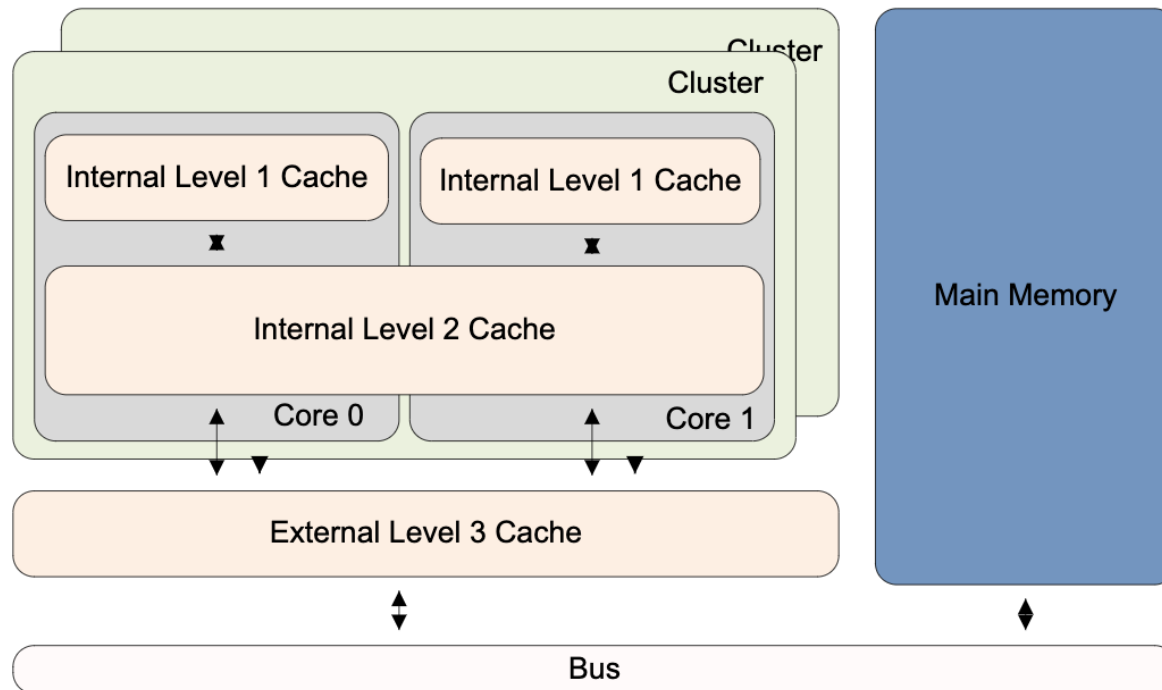 Cluster
Cluster
Internal Level 1 Cache
Internal Level 1 Cache
Internal Level 2 Cache
Core 0
Core 1
Main Memory
External Level 3 Cache
Bus